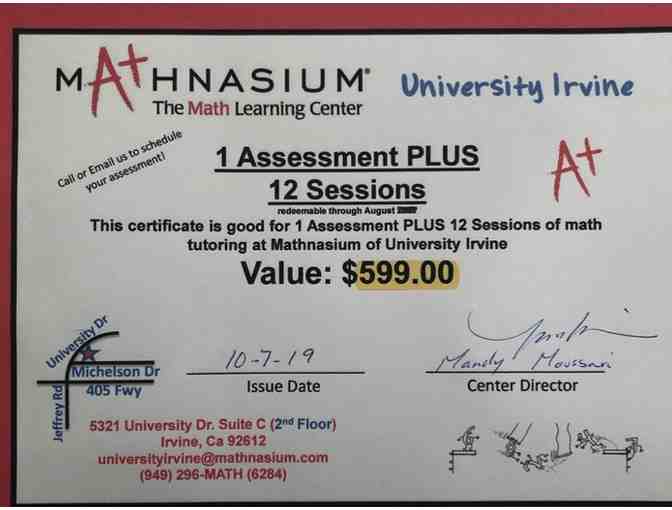 MATHNASIUM®
The Math Learning Center
University Irvine
Call or Email us to schedule
your assessment!
1 Assessment PLUS
12 Sessions
redeemable through August
A+
This certificate is good for 1 Assessment PLUS 12 Sessions of math
tutoring at Mathnasium of University Irvine
Value: $599.00
University Dr
Michelson Dr
405 Fwy
Jeffrey Rd
10-7-19
Issue Date
Mandy Moussavi
Center Director
5321 University Dr. Suite C (2nd Floor)
Irvine, Ca 92612
universityirvine@mathnasium.com
(949) 296-MATH (6284)